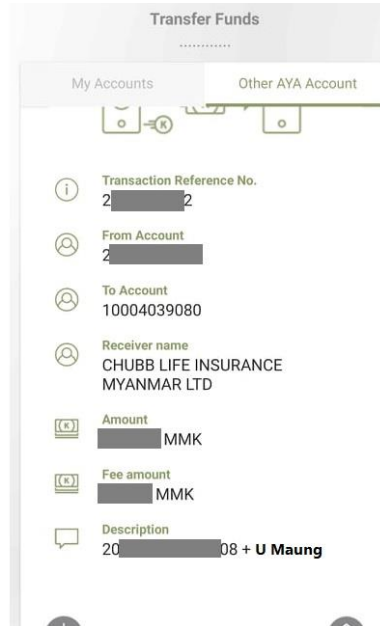 Transfer Funds
My Accounts
Other AYA Account
Transaction Reference No.
2 2
From Account
2
To Account
10004039080
Receiver name
CHUBB LIFE INSURANCE
MYANMAR LTD
Amount
MMK
Fee amount
MMK
Description
20 08 + U Maung